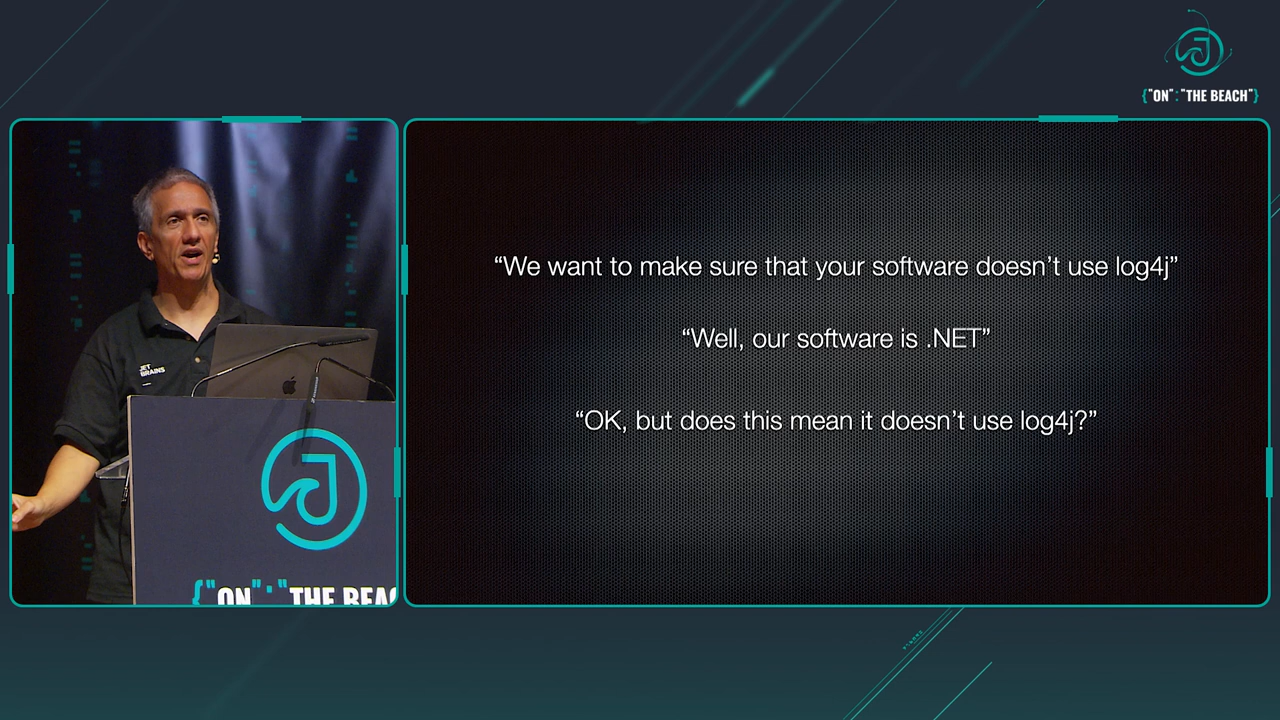 {"ON":"THE BEACH"}
“We want to make sure that your software doesn’t use log4j”
“Well, our software is .NET”
“OK, but does this mean it doesn’t use log4j?”
JET
BRAINS
{"ON":"THE BEAC